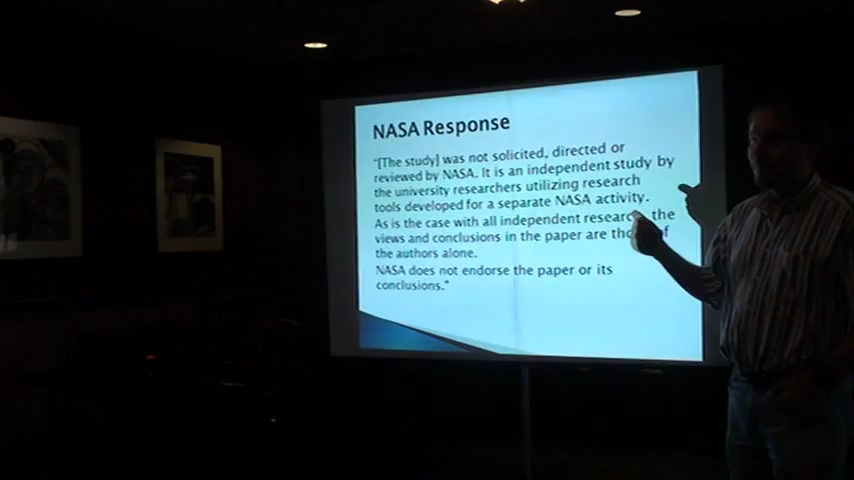 NASA Response
"[The study] was not solicited, directed or
reviewed by NASA. It is an independent study by
the university researchers utilizing research
tools developed for a separate NASA activity.
As is the case with all independent research, the
views and conclusions in the paper are of
the authors alone.
NASA does not endorse the paper or its
conclusions."